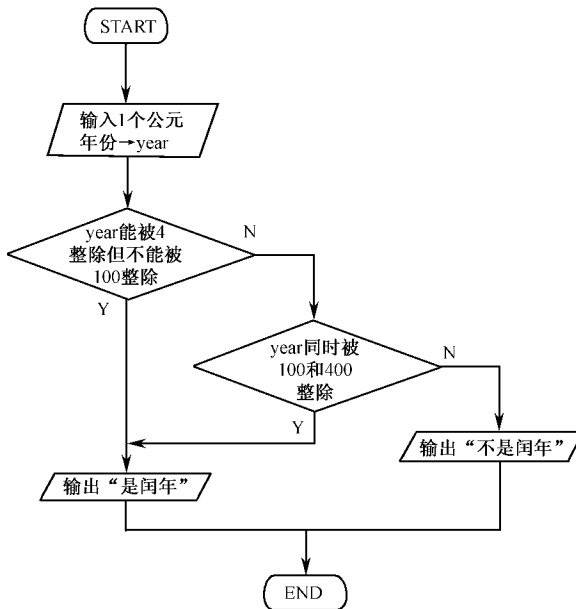 START
输入1个公元
年份→year
year能被4
整除但不能被
100整除
N
Y
year同时被
100和400
整除
N
Y
输出“不是闰年”
输出“是闰年”
END